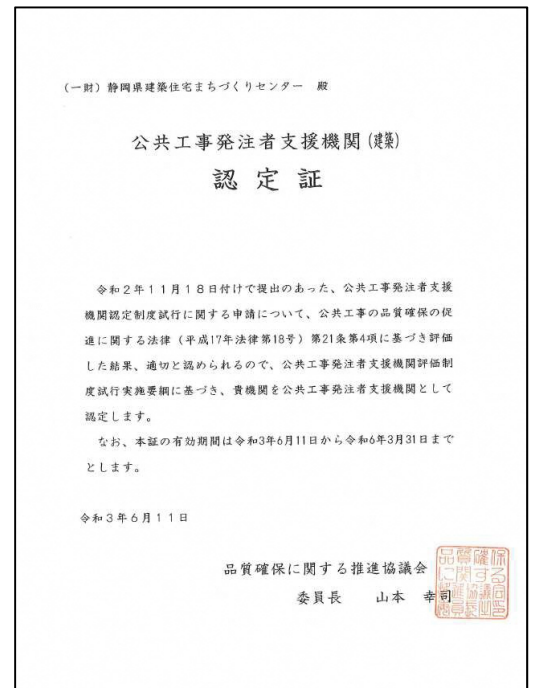 (一財)静岡県建築住宅まちづくりセンター 殿
公共工事発注者支援機関(建築)
認定証
令和2年11月18日付けで提出のあった、公共工事発注者支援
機関認定制度試行に関する申請について、公共工事の品質確保の促
進に関する法律(平成17年法律第18号)第21条第4項に基づき評価
した結果、適切と認められるので、公共工事発注者支援機関評価制
度試行実施要綱に基づき、貴機関を公共工事発注者支援機関として
認定します。
なお、本証の有効期間は令和3年6月11日から令和6年3月31日まで
とします。
令和3年6月11日
品質確保に関する推進協議会
委員長 山本 幸司